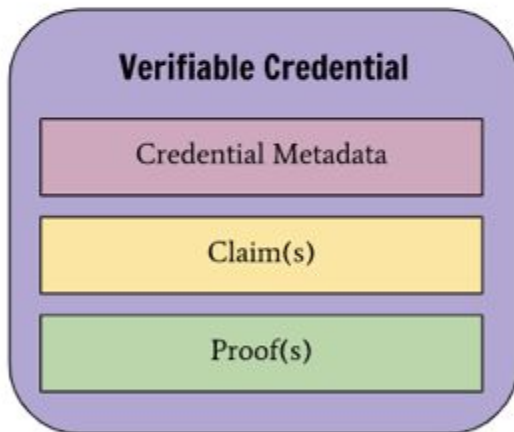 Verifiable Credential
Credential Metadata
Claim(s)
Proof(s)